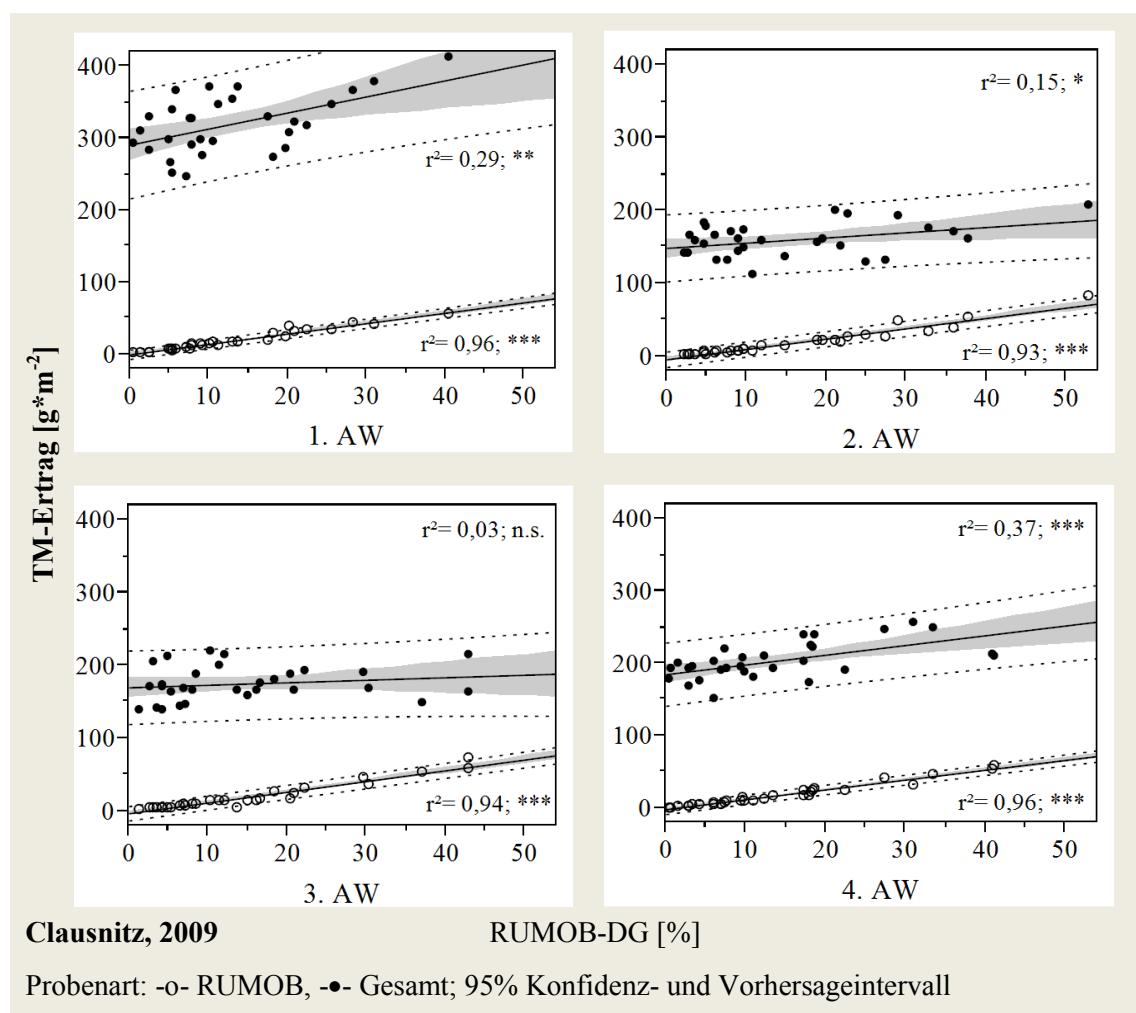 TM-Ertrag [g*m⁻²]
400
300
200
100
0
r²= 0,29; **
r²= 0,96; ***
0 10 20 30 40 50
1. AW
400
300
200
100
0
r²= 0,15; *
r²= 0,93; ***
0 10 20 30 40 50
2. AW
400
300
200
100
0
r²= 0,03; n.s.
r²= 0,94; ***
0 10 20 30 40 50
3. AW
400
300
200
100
0
r²= 0,37; ***
r²= 0,96; ***
0 10 20 30 40 50
4. AW
Clausnitz, 2009 RUMOB-DG [%]
Probenart: -o- RUMOB, -●- Gesamt; 95% Konfidenz- und Vorhersageintervall